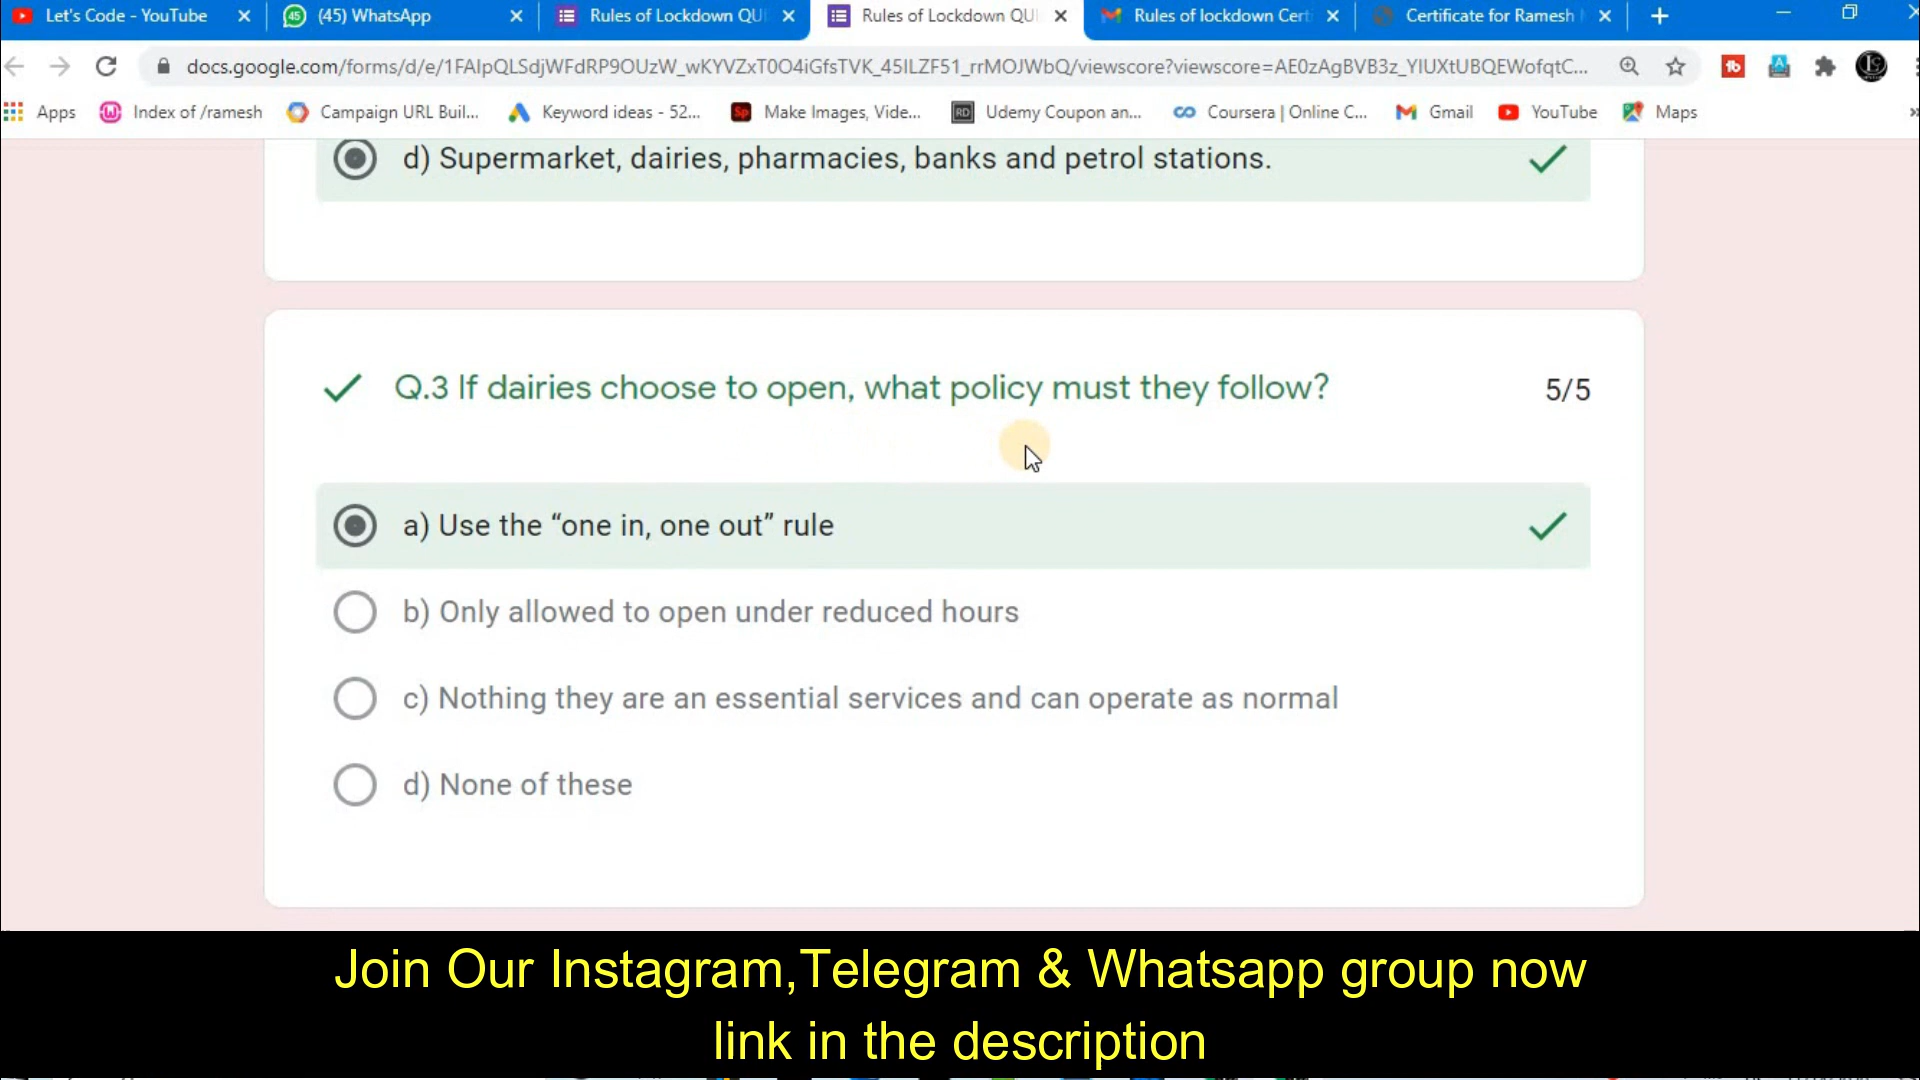 Let's Code - YouTube
45 (45) WhatsApp
Rules of Lockdown QUI
Rules of Lockdown QUI
Rules of lockdown Cert
Certificate for Ramesh
docs.google.com/forms/d/e/1FAIpQLSdjWFdRP9OUzW_wKYVZxT0O4iGfsTVK_45ILZF51_rrMOJWbQ/viewscore?viewscore=AE0zAgBVB3z_YIUXtUBQEWofqtC...
Apps
Index of /ramesh
Campaign URL Buil...
Keyword ideas - 52...
Sp Make Images, Vide...
RD Udemy Coupon an...
Coursera | Online C...
Gmail
YouTube
Maps
d) Supermarket, dairies, pharmacies, banks and petrol stations.
Q.3 If dairies choose to open, what policy must they follow? 5/5
a) Use the “one in, one out” rule
b) Only allowed to open under reduced hours
c) Nothing they are an essential services and can operate as normal
d) None of these
Join Our Instagram,Telegram & Whatsapp group now
link in the description